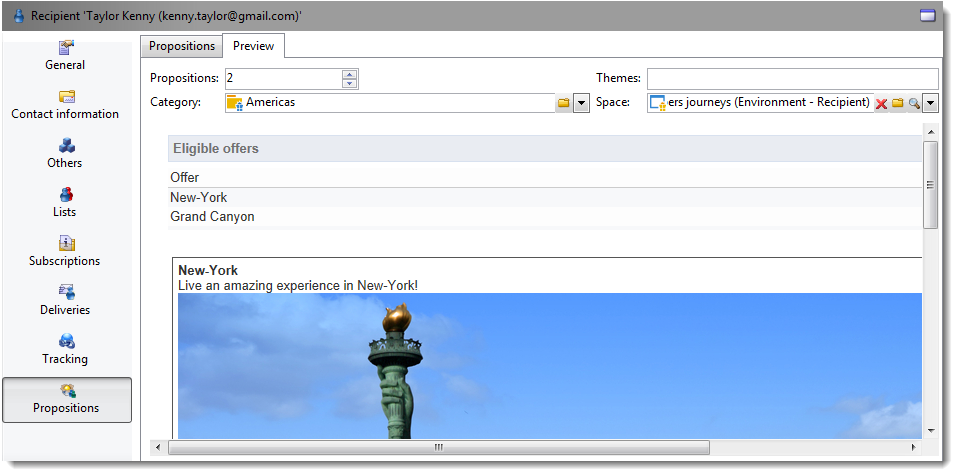 Recipient 'Taylor Kenny (kenny.taylor@gmail.com)'
General
Contact information
Others
Lists
Subscriptions
Deliveries
Tracking
Propositions
Propositions Preview
Propositions: 2 Themes:
Category: Americas Space: ers journeys (Environment - Recipient)
Eligible offers
Offer
New-York
Grand Canyon
New-York
Live an amazing experience in New-York!